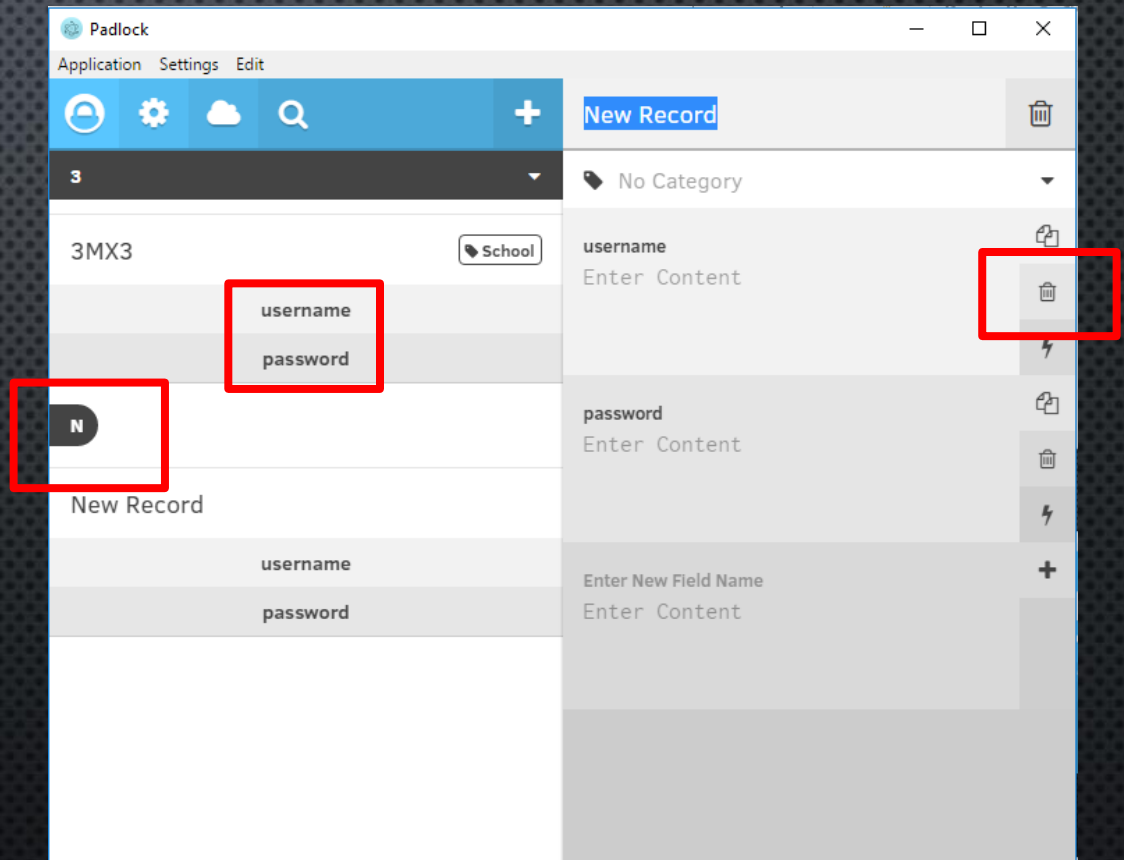 Padlock
Application Settings Edit
3
3MX3
School
username
password
N
New Record
username
password
New Record
No Category
username
Enter Content
password
Enter Content
Enter New Field Name
Enter Content